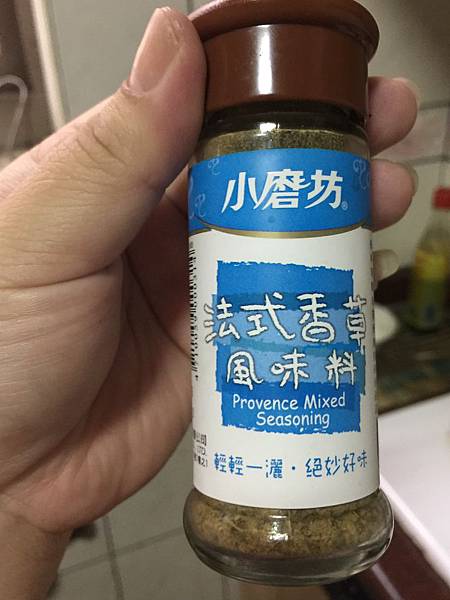 小磨坊®
法式香草
風味料
Provence Mixed
Seasoning
輕輕一灑・絕妙好味